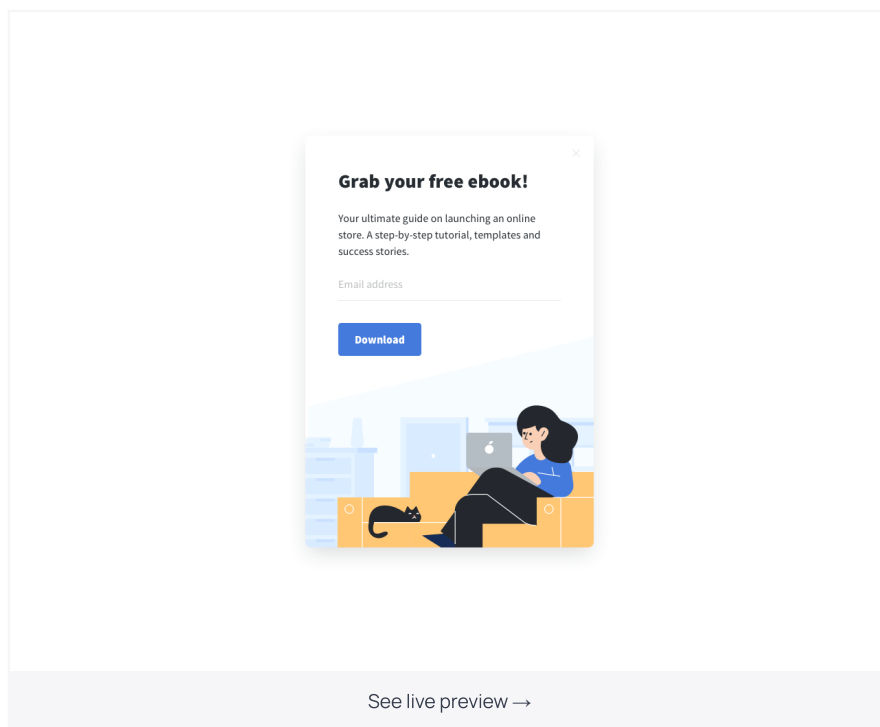 Grab your free ebook!
Your ultimate guide on launching an online
store. A step-by-step tutorial, templates and
success stories.
Email address
Download
See live preview →